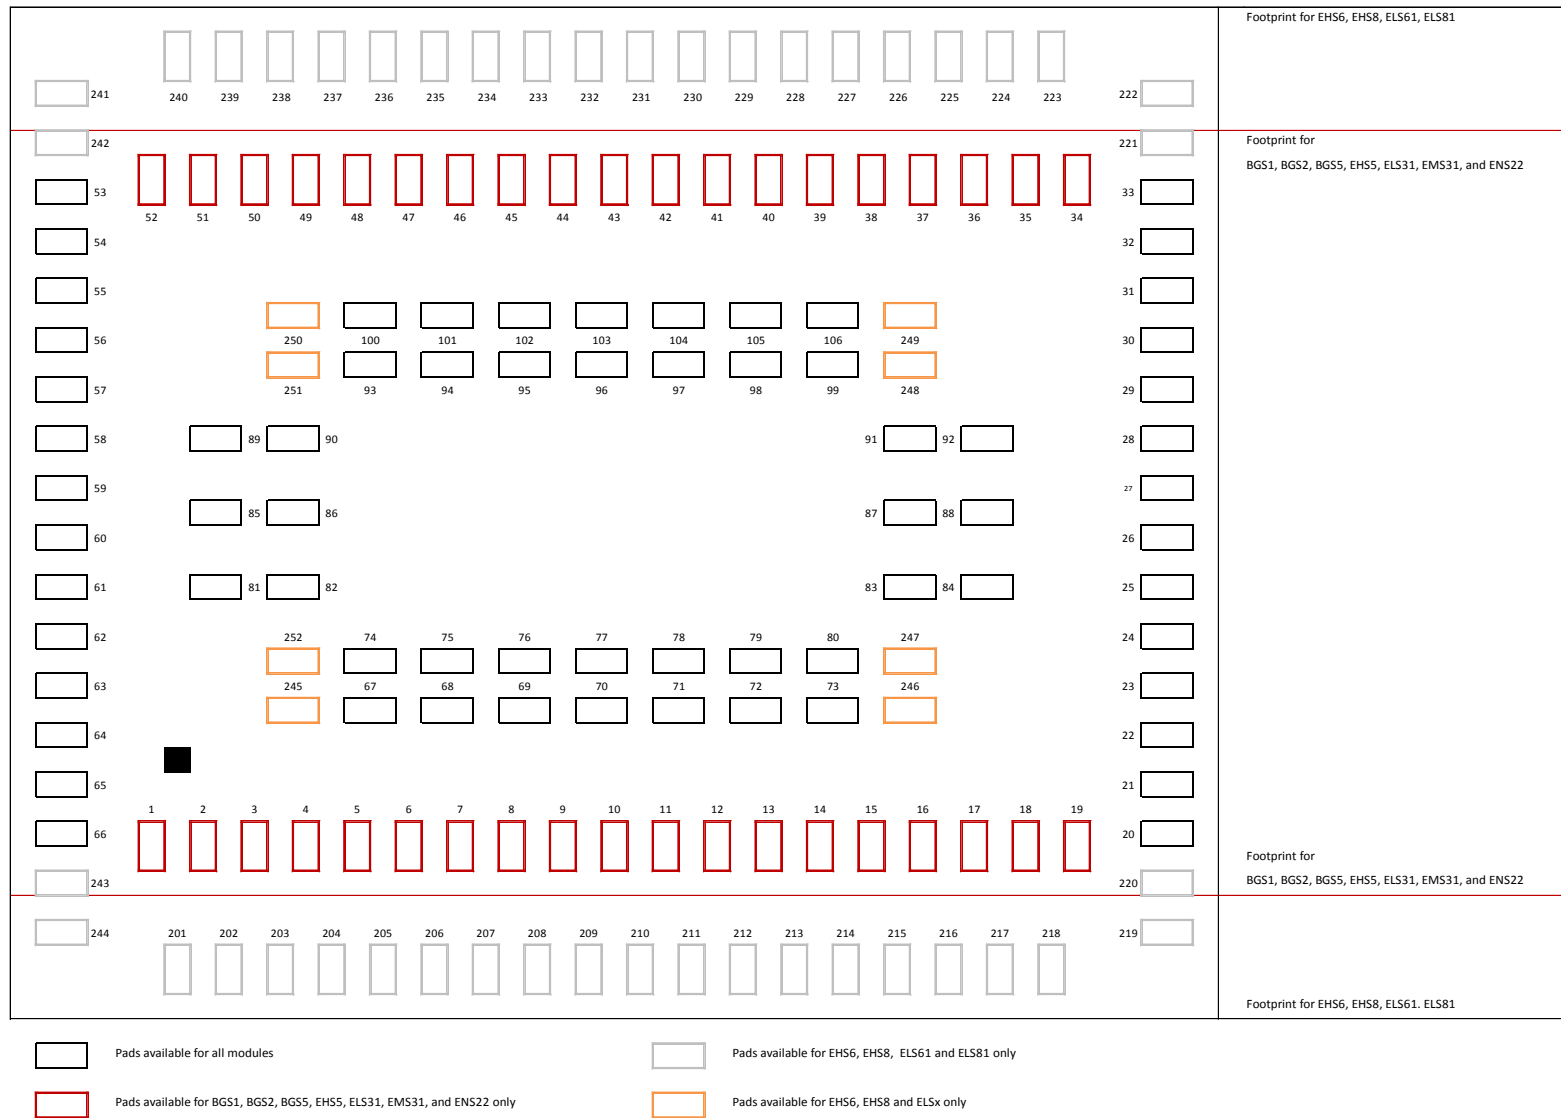 Footprint for EHS6, EHS8, ELS61, ELS81
241 240 239 238 237 236 235 234 233 232 231 230 229 228 227 226 225 224 223 222
242 221 Footprint for
53 33 BGS1, BGS2, BGS5, EHS5, ELS31, EMS31, and ENS22
52 51 50 49 48 47 46 45 44 43 42 41 40 39 38 37 36 35 34
54 32
55 31
56 250 100 101 102 103 104 105 106 249 30
57 251 93 94 95 96 97 98 99 248 29
58 89 90 91 92 28
59 27
85 86 87 88
60 26
61 81 82 83 84 25
62 252 74 75 76 77 78 79 80 247 24
63 245 67 68 69 70 71 72 73 246 23
64 22
65 21
1 2 3 4 5 6 7 8 9 10 11 12 13 14 15 16 17 18 19
66 20
Footprint for
243 220 BGS1, BGS2, BGS5, EHS5, ELS31, EMS31, and ENS22
244 201 202 203 204 205 206 207 208 209 210 211 212 213 214 215 216 217 218 219
Footprint for EHS6, EHS8, ELS61. ELS81
Pads available for all modules
Pads available for EHS6, EHS8, ELS61 and ELS81 only
Pads available for BGS1, BGS2, BGS5, EHS5, ELS31, EMS31, and ENS22 only
Pads available for EHS6, EHS8 and ELSx only